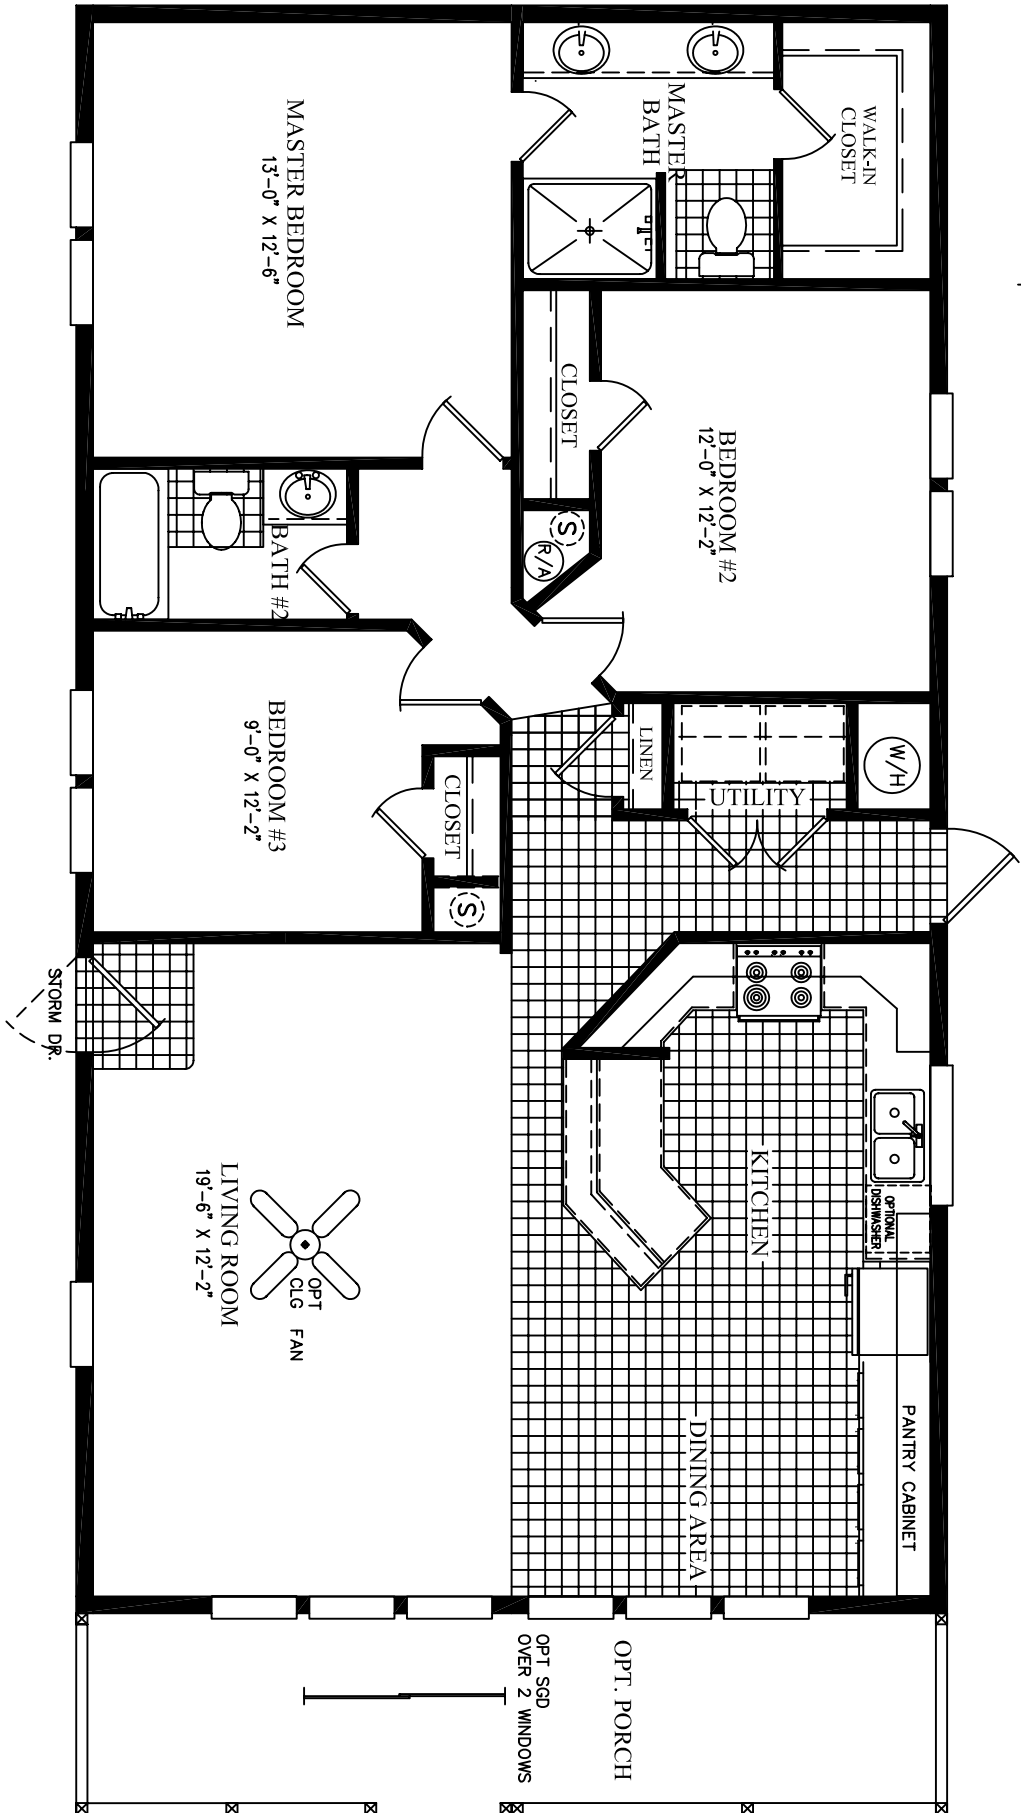 WALK-IN
CLOSET
MASTER
BATH
MASTER BEDROOM
13'-0" X 12'-6"
CLOSET
BEDROOM #2
12'-0" X 12'-2"
S
R/A
BATH #2
BEDROOM #3
9'-0" X 12'-2"
CLOSET
S
LINEN
UTILITY
W/H
STORM DR.
KITCHEN
OPTIONAL
DISHWASHER
LIVING ROOM
19'-6" X 12'-2"
OPT
CLG FAN
DINING AREA
PANTRY CABINET
OPT SGD
OVER 2 WINDOWS
OPT. PORCH